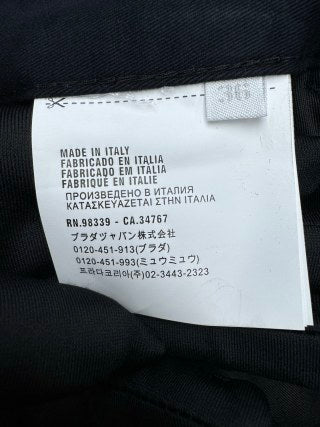 36
MADE IN ITALY
FABRICADO EN ITALIA
FABRICADO EM ITALIA
FABRIQUÉ EN ITALIE
ПРОИЗВЕДЕНО В ИТАЛИЯ
ΚΑΤΑΣΚΕΥΑΖΕΤΑΙ ΣΤΗΝ ΙΤΑΛΙΑ
RN.98339 - CA.34767
プラダジャパン株式会社
0120-451-913(プラダ)
0120-451-993(ミュウミュウ)
프라다코리아(주)02-3443-2323